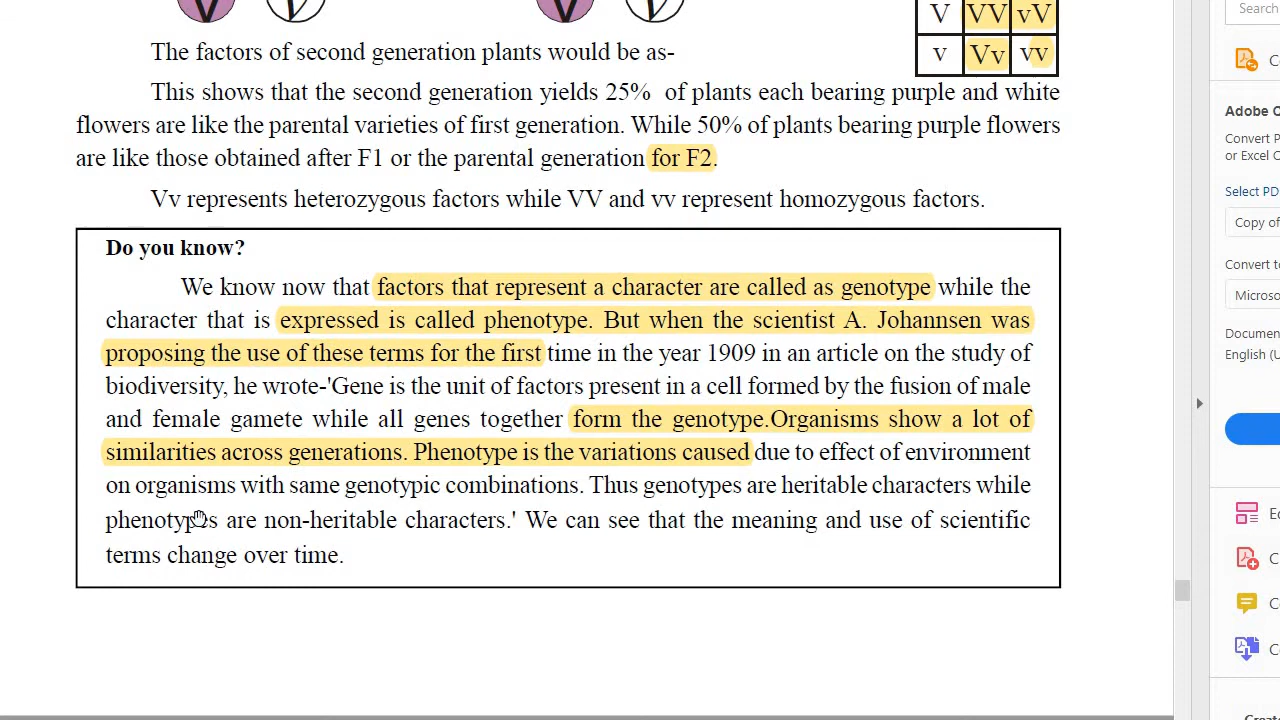 V V V V
V VV vV
v Vv vv
The factors of second generation plants would be as-
This shows that the second generation yields 25% of plants each bearing purple and white
flowers are like the parental varieties of first generation. While 50% of plants bearing purple flowers
are like those obtained after F1 or the parental generation for F2.
Vv represents heterozygous factors while VV and vv represent homozygous factors.
Do you know?
We know now that factors that represent a character are called as genotype while the
character that is expressed is called phenotype. But when the scientist A. Johannsen was
proposing the use of these terms for the first time in the year 1909 in an article on the study of
biodiversity, he wrote-'Gene is the unit of factors present in a cell formed by the fusion of male
and female gamete while all genes together form the genotype.Organisms show a lot of
similarities across generations. Phenotype is the variations caused due to effect of environment
on organisms with same genotypic combinations. Thus genotypes are heritable characters while
phenotypes are non-heritable characters.' We can see that the meaning and use of scientific
terms change over time.
Search
Adobe
Convert
or Excel
Select PD
Copy of
Convert to
Microso
Documen
English (U